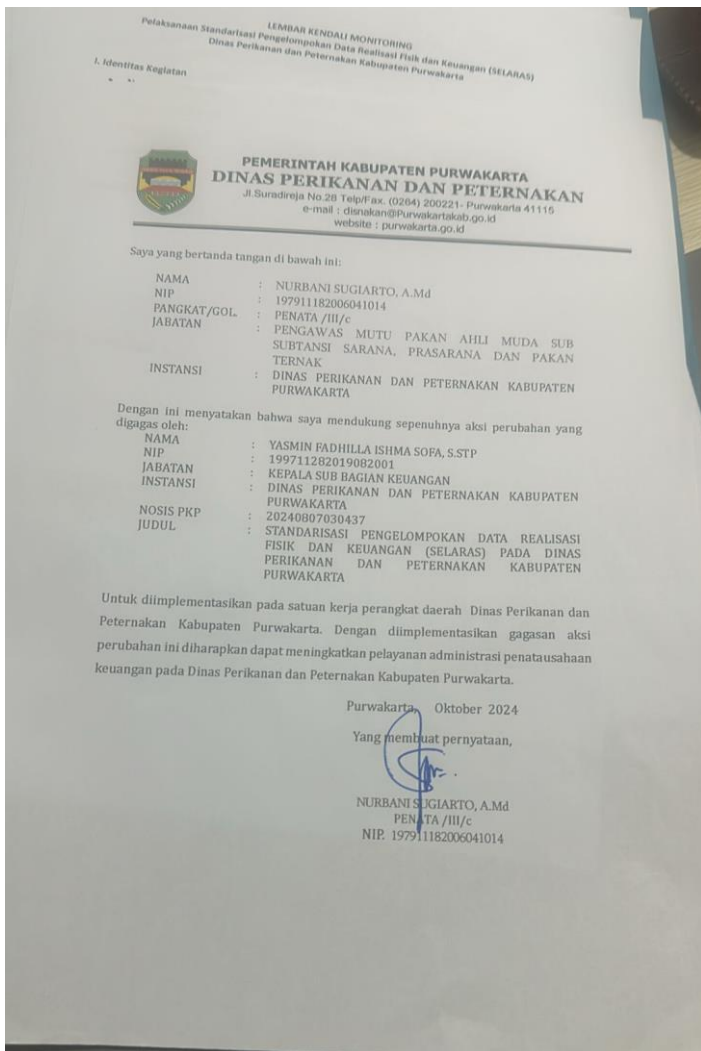 LEMBAR KENDALI MONITORING
Pelaksanaan Standarisasi Pengelompokan Data Realisasi Fisik dan Keuangan (SELARAS)
Dinas Perikanan dan Peternakan Kabupaten Purwakarta
I. Identitas Kegiatan
PEMERINTAH KABUPATEN PURWAKARTA
DINAS PERIKANAN DAN PETERNAKAN
Jl.Suradireja No.28 Telp/Fax. (0264) 200221- Purwakarta 41115
e-mail : disnakan@Purwakartakab.go.id
website : purwakarta.go.id
Saya yang bertanda tangan di bawah ini:
NAMA : NURBANI SUGIARTO, A.Md
NIP : 197911182006041014
PANGKAT/GOL. : PENATA /III/c
JABATAN : PENGAWAS MUTU PAKAN AHLI MUDA SUB
SUBTANSI SARANA, PRASARANA DAN PAKAN
TERNAK
INSTANSI : DINAS PERIKANAN DAN PETERNAKAN KABUPATEN
PURWAKARTA
Dengan ini menyatakan bahwa saya mendukung sepenuhnya aksi perubahan yang
digagas oleh:
NAMA : YASMIN FADHILLA ISHMA SOFA, S.STP
NIP : 199711282019082001
JABATAN : KEPALA SUB BAGIAN KEUANGAN
INSTANSI : DINAS PERIKANAN DAN PETERNAKAN KABUPATEN
PURWAKARTA
NOSIS PKP : 20240807030437
JUDUL : STANDARISASI PENGELOMPOKAN DATA REALISASI
FISIK DAN KEUANGAN (SELARAS) PADA DINAS
PERIKANAN DAN PETERNAKAN KABUPATEN
PURWAKARTA
Untuk diimplementasikan pada satuan kerja perangkat daerah Dinas Perikanan dan
Peternakan Kabupaten Purwakarta. Dengan diimplementasikan gagasan aksi
perubahan ini diharapkan dapat meningkatkan pelayanan administrasi penatausahaan
keuangan pada Dinas Perikanan dan Peternakan Kabupaten Purwakarta.
Purwakarta, Oktober 2024
Yang membuat pernyataan,
NURBANI SUGIARTO, A.Md
PENATA /III/c
NIP. 197911182006041014